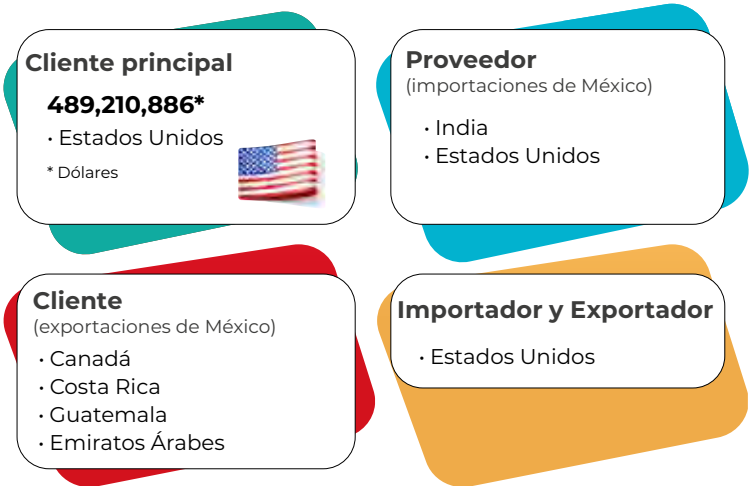 Cliente principal
489,210,886*
· Estados Unidos
* Dólares
Proveedor
(importaciones de México)
· India
· Estados Unidos
Cliente
(exportaciones de México)
· Canadá
· Costa Rica
· Guatemala
· Emiratos Árabes
Importador y Exportador
· Estados Unidos